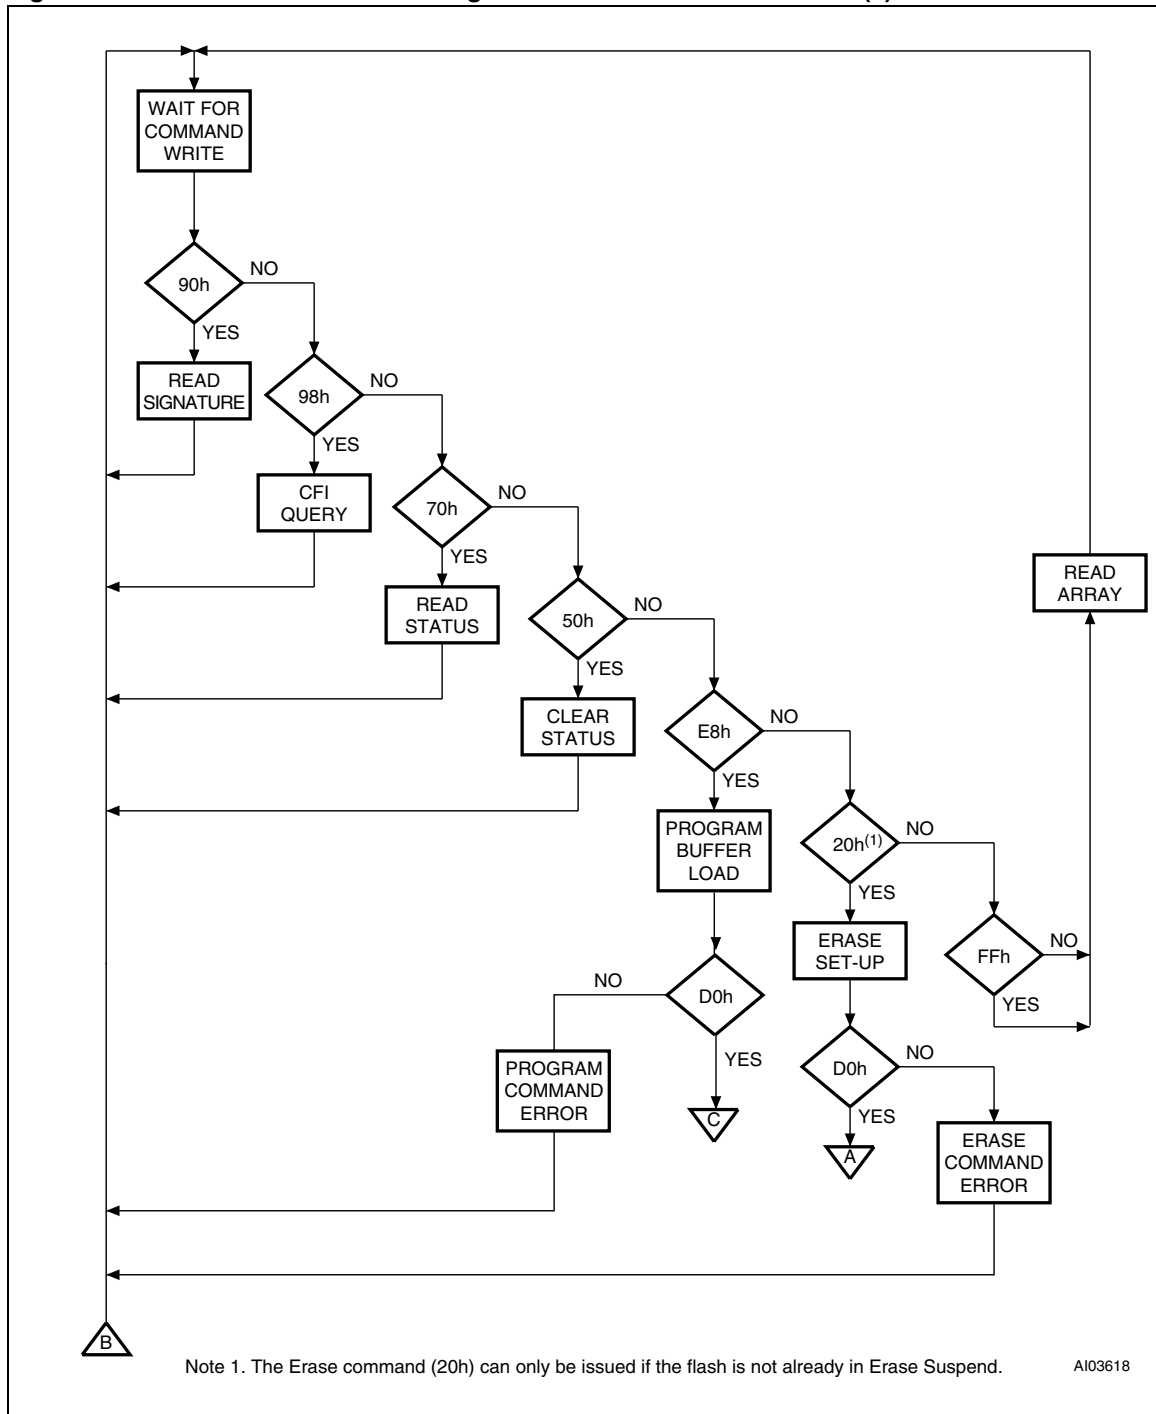 WAIT FOR
COMMAND
WRITE
90h
NO
YES
READ
SIGNATURE
98h
NO
YES
CFI
QUERY
70h
NO
YES
READ
STATUS
50h
NO
YES
CLEAR
STATUS
READ
ARRAY
E8h
NO
YES
PROGRAM
BUFFER
LOAD
20h(1)
NO
YES
ERASE
SET-UP
FFh
NO
YES
D0h
NO
YES
PROGRAM
COMMAND
ERROR
C
D0h
NO
YES
A
ERASE
COMMAND
ERROR
B
Note 1. The Erase command (20h) can only be issued if the flash is not already in Erase Suspend.
AI03618